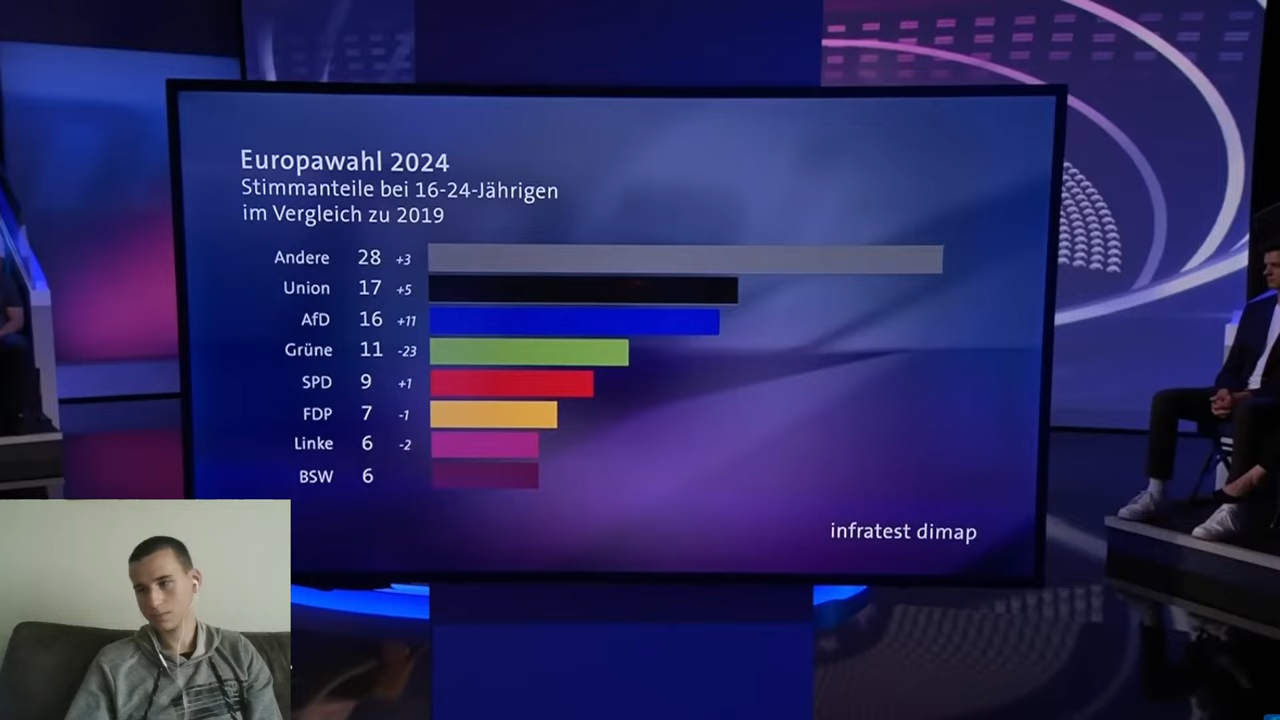 Europawahl 2024
Stimmanteile bei 16-24-Jährigen
im Vergleich zu 2019
Andere 28 +3
Union 17 +5
AfD 16 +11
Grüne 11 -23
SPD 9 +1
FDP 7 -1
Linke 6 -2
BSW 6
infratest dimap